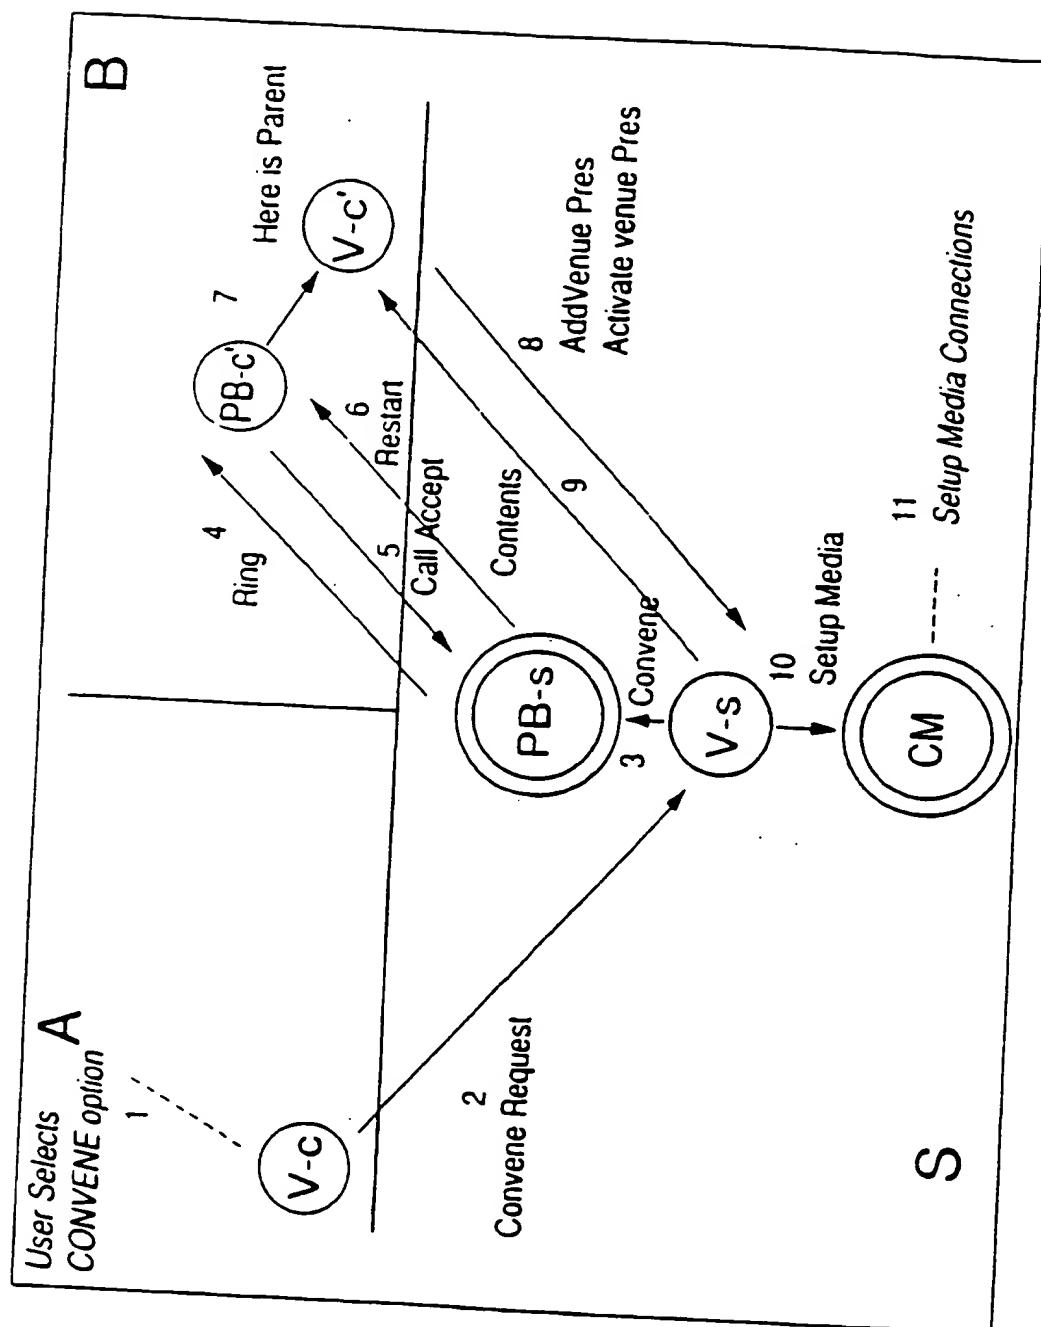 User Selects
CONVENE option
A
1
V-c
2
Convene Request
S
B
4
Ring
PB-c'
7
Here is Parent
V-c'
5
Call Accept
6
Restart
Contents
9
8
AddVenue Pres
Activate venue Pres
PB-s
3
Convene
V-s
10
Setup Media
CM
11
Setup Media Connections